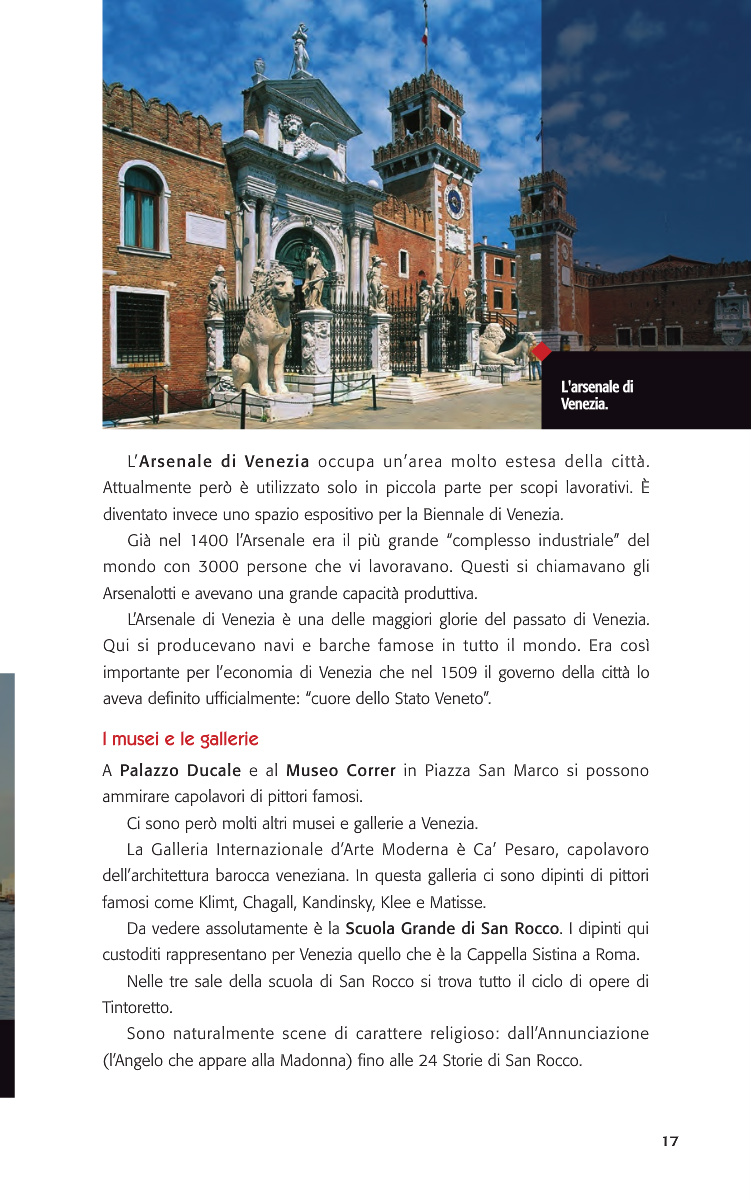 L'arsenale di
Venezia.
L’Arsenale di Venezia occupa un’area molto estesa della città.
Attualmente però è utilizzato solo in piccola parte per scopi lavorativi. È
diventato invece uno spazio espositivo per la Biennale di Venezia.
Già nel 1400 l’Arsenale era il più grande “complesso industriale” del
mondo con 3000 persone che vi lavoravano. Questi si chiamavano gli
Arsenalotti e avevano una grande capacità produttiva.
L’Arsenale di Venezia è una delle maggiori glorie del passato di Venezia.
Qui si producevano navi e barche famose in tutto il mondo. Era così
importante per l’economia di Venezia che nel 1509 il governo della città lo
aveva definito ufficialmente: “cuore dello Stato Veneto”.
I musei e le gallerie
A Palazzo Ducale e al Museo Correr in Piazza San Marco si possono
ammirare capolavori di pittori famosi.
Ci sono però molti altri musei e gallerie a Venezia.
La Galleria Internazionale d’Arte Moderna è Ca’ Pesaro, capolavoro
dell’architettura barocca veneziana. In questa galleria ci sono dipinti di pittori
famosi come Klimt, Chagall, Kandinsky, Klee e Matisse.
Da vedere assolutamente è la Scuola Grande di San Rocco. I dipinti qui
custoditi rappresentano per Venezia quello che è la Cappella Sistina a Roma.
Nelle tre sale della scuola di San Rocco si trova tutto il ciclo di opere di
Tintoretto.
Sono naturalmente scene di carattere religioso: dall’Annunciazione
(l’Angelo che appare alla Madonna) fino alle 24 Storie di San Rocco.
17